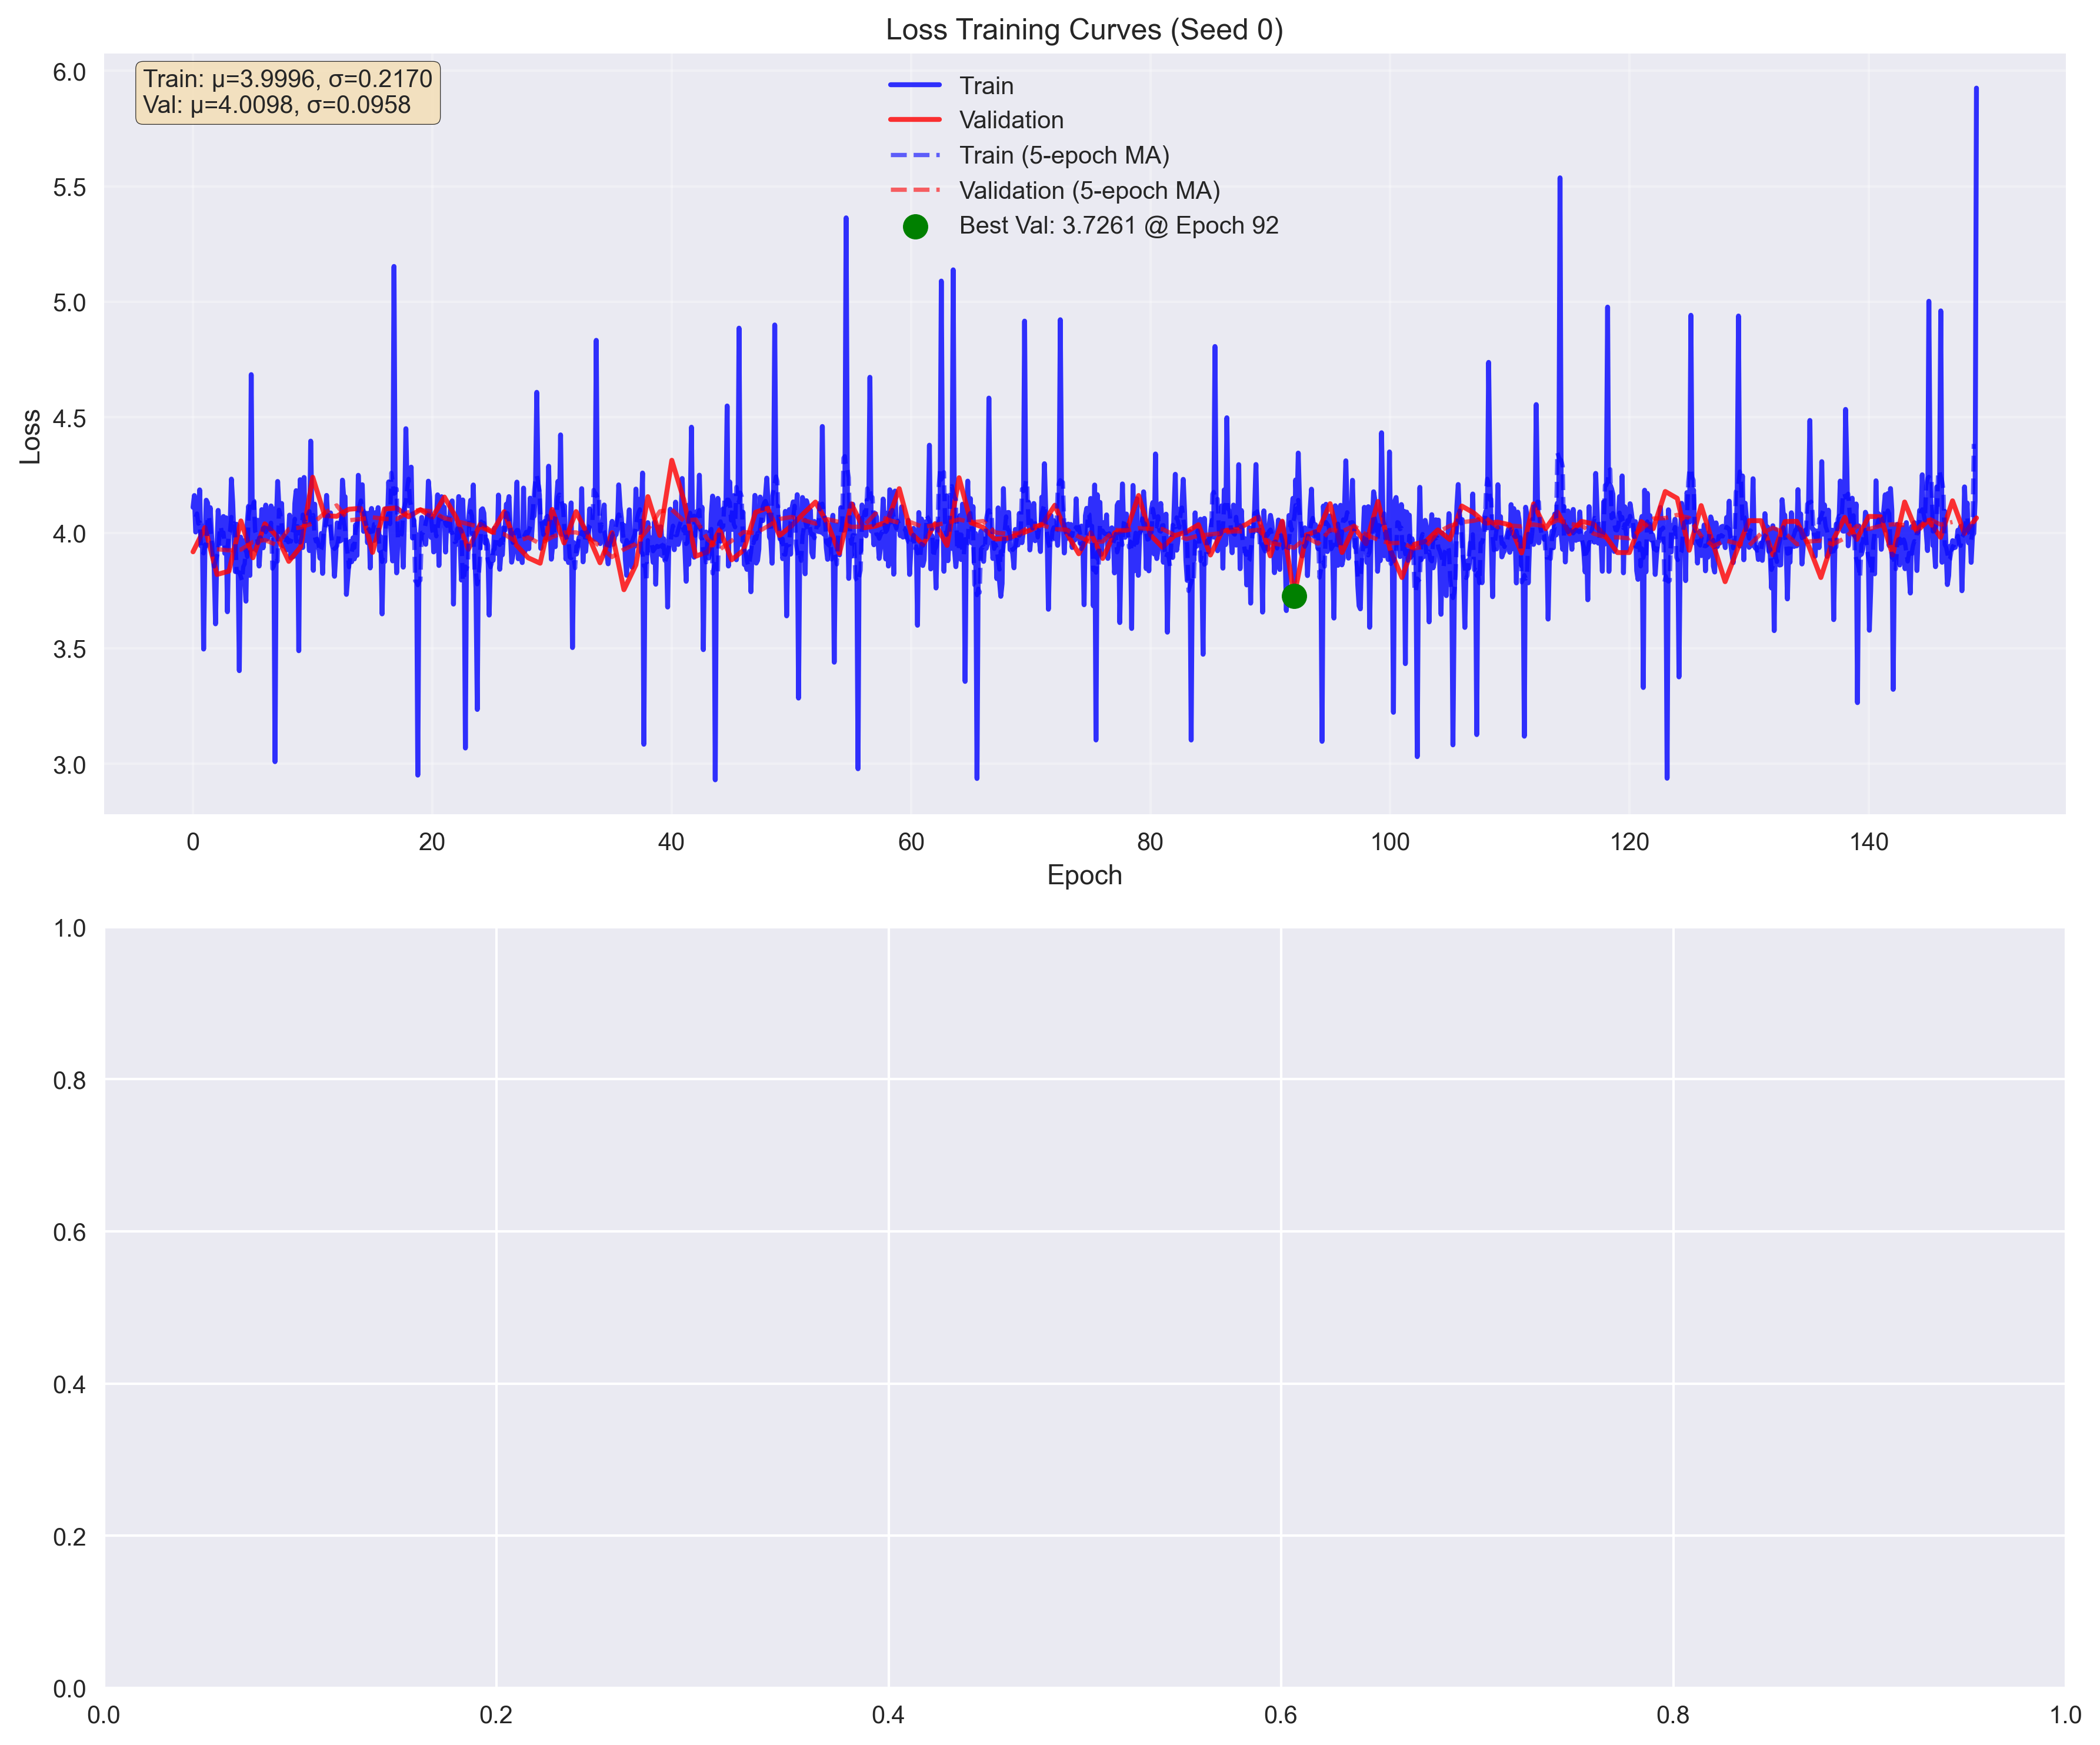 Loss Training Curves (Seed 0)
Train: μ=3.9996, σ=0.2170
Val: μ=4.0098, σ=0.0958
Train
Validation
Train (5-epoch MA)
Validation (5-epoch MA)
Best Val: 3.7261 @ Epoch 92
Loss
6.0
5.5
5.0
4.5
4.0
3.5
3.0
0 20 40 60 80 100 120 140
Epoch
1.0
0.8
0.6
0.4
0.2
0.0
0.0 0.2 0.4 0.6 0.8 1.0